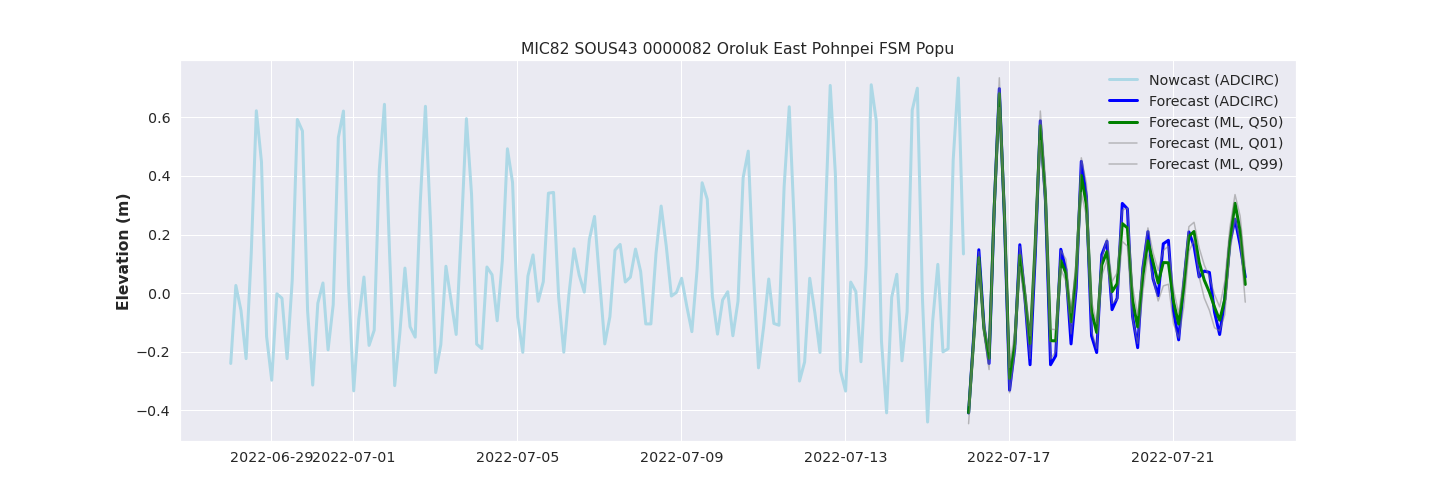 MIC82 SOUS43 0000082 Oroluk East Pohnpei FSM Popu
Nowcast (ADCIRC)
Forecast (ADCIRC)
Forecast (ML, Q50)
Forecast (ML, Q01)
Forecast (ML, Q99)
Elevation (m)
0.6
0.4
0.2
0.0
−0.2
−0.4
2022-06-29 2022-07-01 2022-07-05 2022-07-09 2022-07-13 2022-07-17 2022-07-21